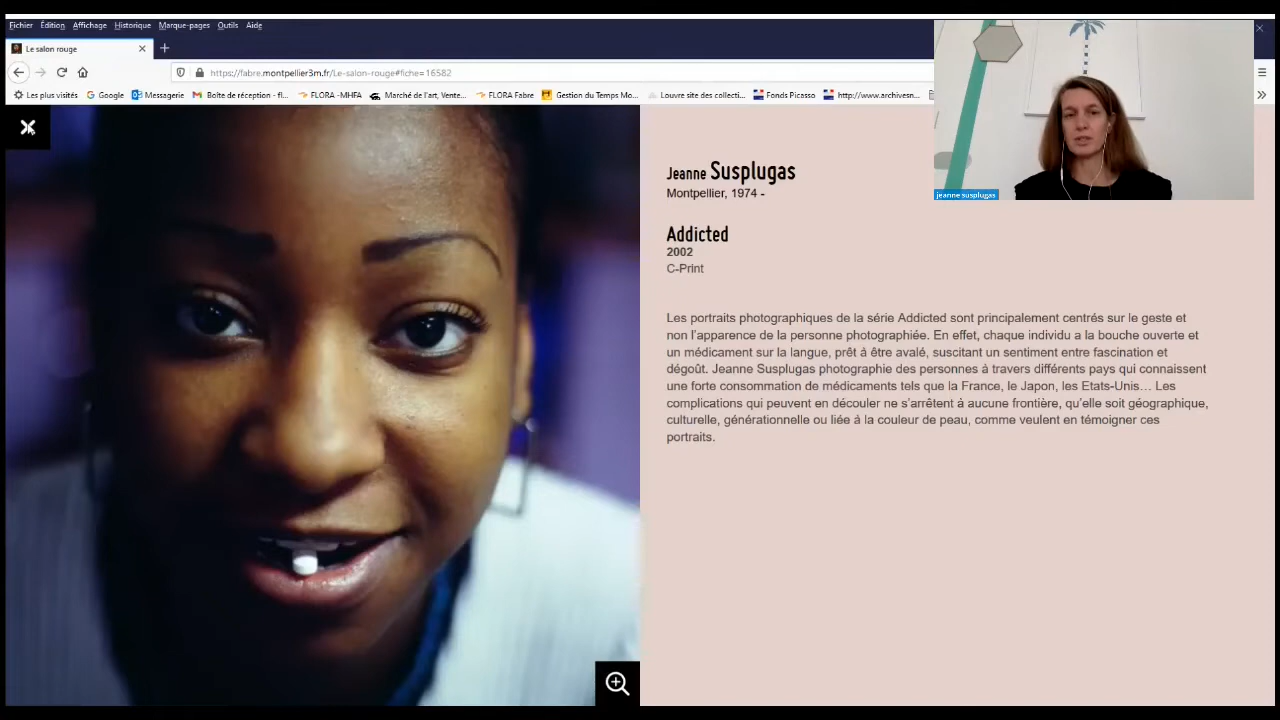 Fichier Édition Affichage Historique Marque-pages Outils Aide
Le salon rouge
https://fabre.montpellier3m.fr/Le-salon-rouge#fiche=16582
Les plus visités Google Messagerie Boîte de réception - fl... FLORA -MHFA Marché de l'art, Vente... FLORA Fabre Gestion du Temps Mo... Louvre site des collecti... Fonds Picasso http://www.archivesn...
jeanne susplugas
Jeanne Susplugas
Montpellier, 1974 -
Addicted
2002
C-Print
Les portraits photographiques de la série Addicted sont principalement centrés sur le geste et
non l'apparence de la personne photographiée. En effet, chaque individu a la bouche ouverte et
un médicament sur la langue, prêt à être avalé, suscitant un sentiment entre fascination et
dégoût. Jeanne Susplugas photographie des personnes à travers différents pays qui connaissent
une forte consommation de médicaments tels que la France, le Japon, les Etats-Unis… Les
complications qui peuvent en découler ne s'arrêtent à aucune frontière, qu'elle soit géographique,
culturelle, générationnelle ou liée à la couleur de peau, comme veulent en témoigner ces
portraits.